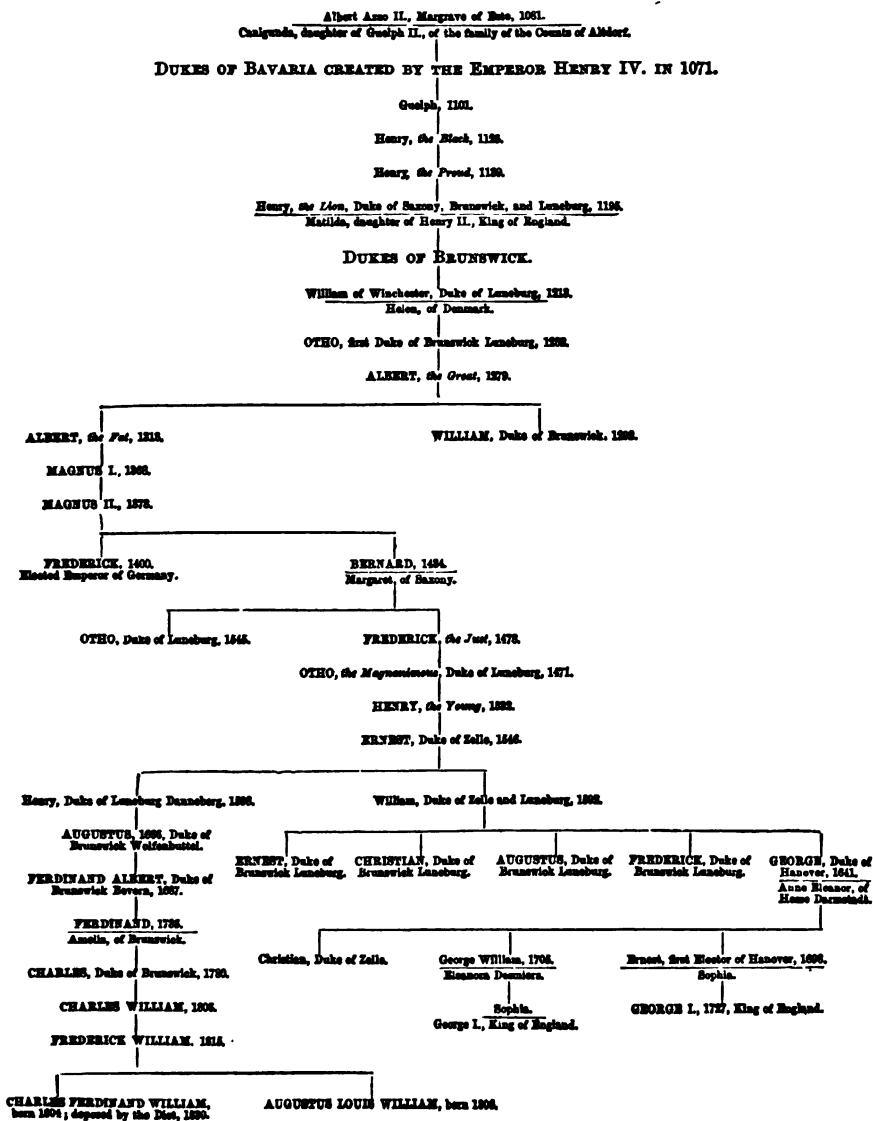 Albert Azzo II., Margrave of Este, 1061.
Cunigunda, daughter of Guelph II., of the family of the Counts of Altdorf.
DUKES OF BAVARIA CREATED BY THE EMPEROR HENRY IV. IN 1071.
Guelph, 1101.
Henry, the Black, 1125.
Henry, the Proud, 1139.
Henry, the Lion, Duke of Saxony, Brunswick, and Luneburg, 1195.
Matilda, daughter of Henry II., King of England.
DUKES OF BRUNSWICK.
William of Winchester, Duke of Luneburg, 1213.
Helen, of Denmark.
OTHO, first Duke of Brunswick Luneburg, 1252.
ALBERT, the Great, 1279.
ALBERT, the Fat, 1318.
WILLIAM, Duke of Brunswick.
MAGNUS I., 1368.
MAGNUS II., 1373.
FREDERICK, 1400.
Elected Emperor of Germany.
BERNARD, 1434.
Margaret, of Saxony.
OTHO, Duke of Luneburg,
FREDERICK, the Just, 1478.
OTHO, the Magnanimous, Duke of Luneburg, 1471.
HENRY, the Young, 1532.
ERNEST, Duke of Zelle, 1546.
Henry, Duke of Luneburg Danneberg, 1598.
William, Duke of Zelle and Luneburg, 1592.
AUGUSTUS, 1666, Duke of
Brunswick Wolfenbuttel.
ERNEST, Duke of
Brunswick Luneburg.
CHRISTIAN, Duke of
Brunswick Luneburg.
AUGUSTUS, Duke of
Brunswick Luneburg.
FREDERICK, Duke of
Brunswick Luneburg.
GEORGE, Duke of
Hanover, 1641.
Anne Eleanor, of
Hesse Darmstadt.
FERDINAND ALBERT, Duke of
Brunswick Bevern, 1687.
FERDINAND, 1735.
Amelia, of Brunswick.
Christian, Duke of Zelle.
George William, 1705.
Eleanora Desmiers.
Ernest, first Elector of Hanover, 1698.
Sophia.
CHARLES, Duke of Brunswick, 1780.
Sophia.
George I., King of England.
GEORGE I., 1727, King of England.
CHARLES WILLIAM, 1806.
FREDERICK WILLIAM. 1815.
CHARLES FERDINAND WILLIAM,
born 1804; deposed by the Diet, 1830.
AUGUSTUS LOUIS WILLIAM, born 1806.